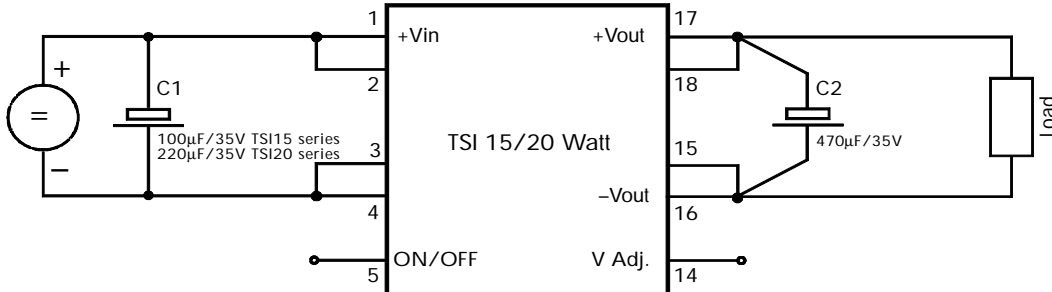 1
17
+Vin
+Vout
+
2
18
C1
C2
=
100µF/35V TSI15 series
220µF/35V TSI20 series
TSI 15/20 Watt
470µF/35V
Load
3
15
−
−Vout
4
16
ON/OFF
V Adj.
5
14